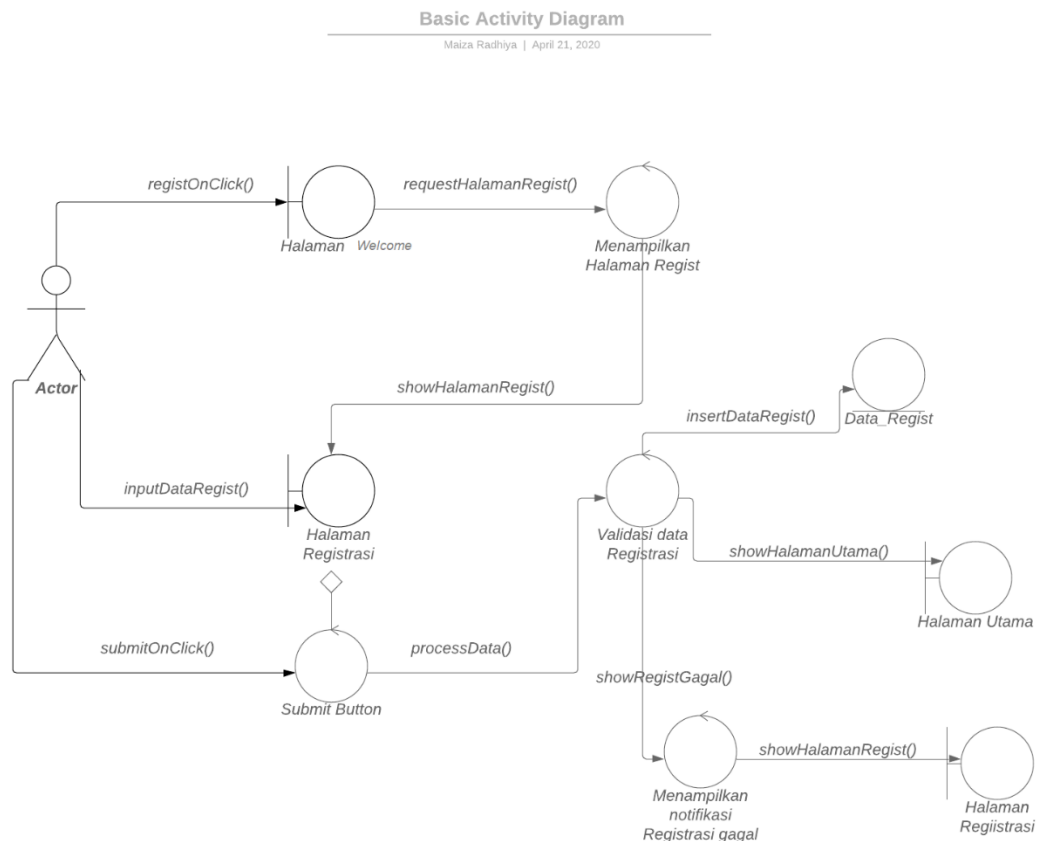 Basic Activity Diagram
Maiza Radhiya | April 21, 2020
registOnClick()
requestHalamanRegist()
Halaman Welcome
Menampilkan
Halaman Regist
Actor
showHalamanRegist()
insertDataRegist()
Data_Regist
inputDataRegist()
Halaman
Registrasi
Validasi data
Registrasi
showHalamanUtama()
Halaman Utama
submitOnClick()
processData()
Submit Button
showRegistGagal()
showHalamanRegist()
Menampilkan
notifikasi
Registrasi gagal
Halaman
Regiistrasi